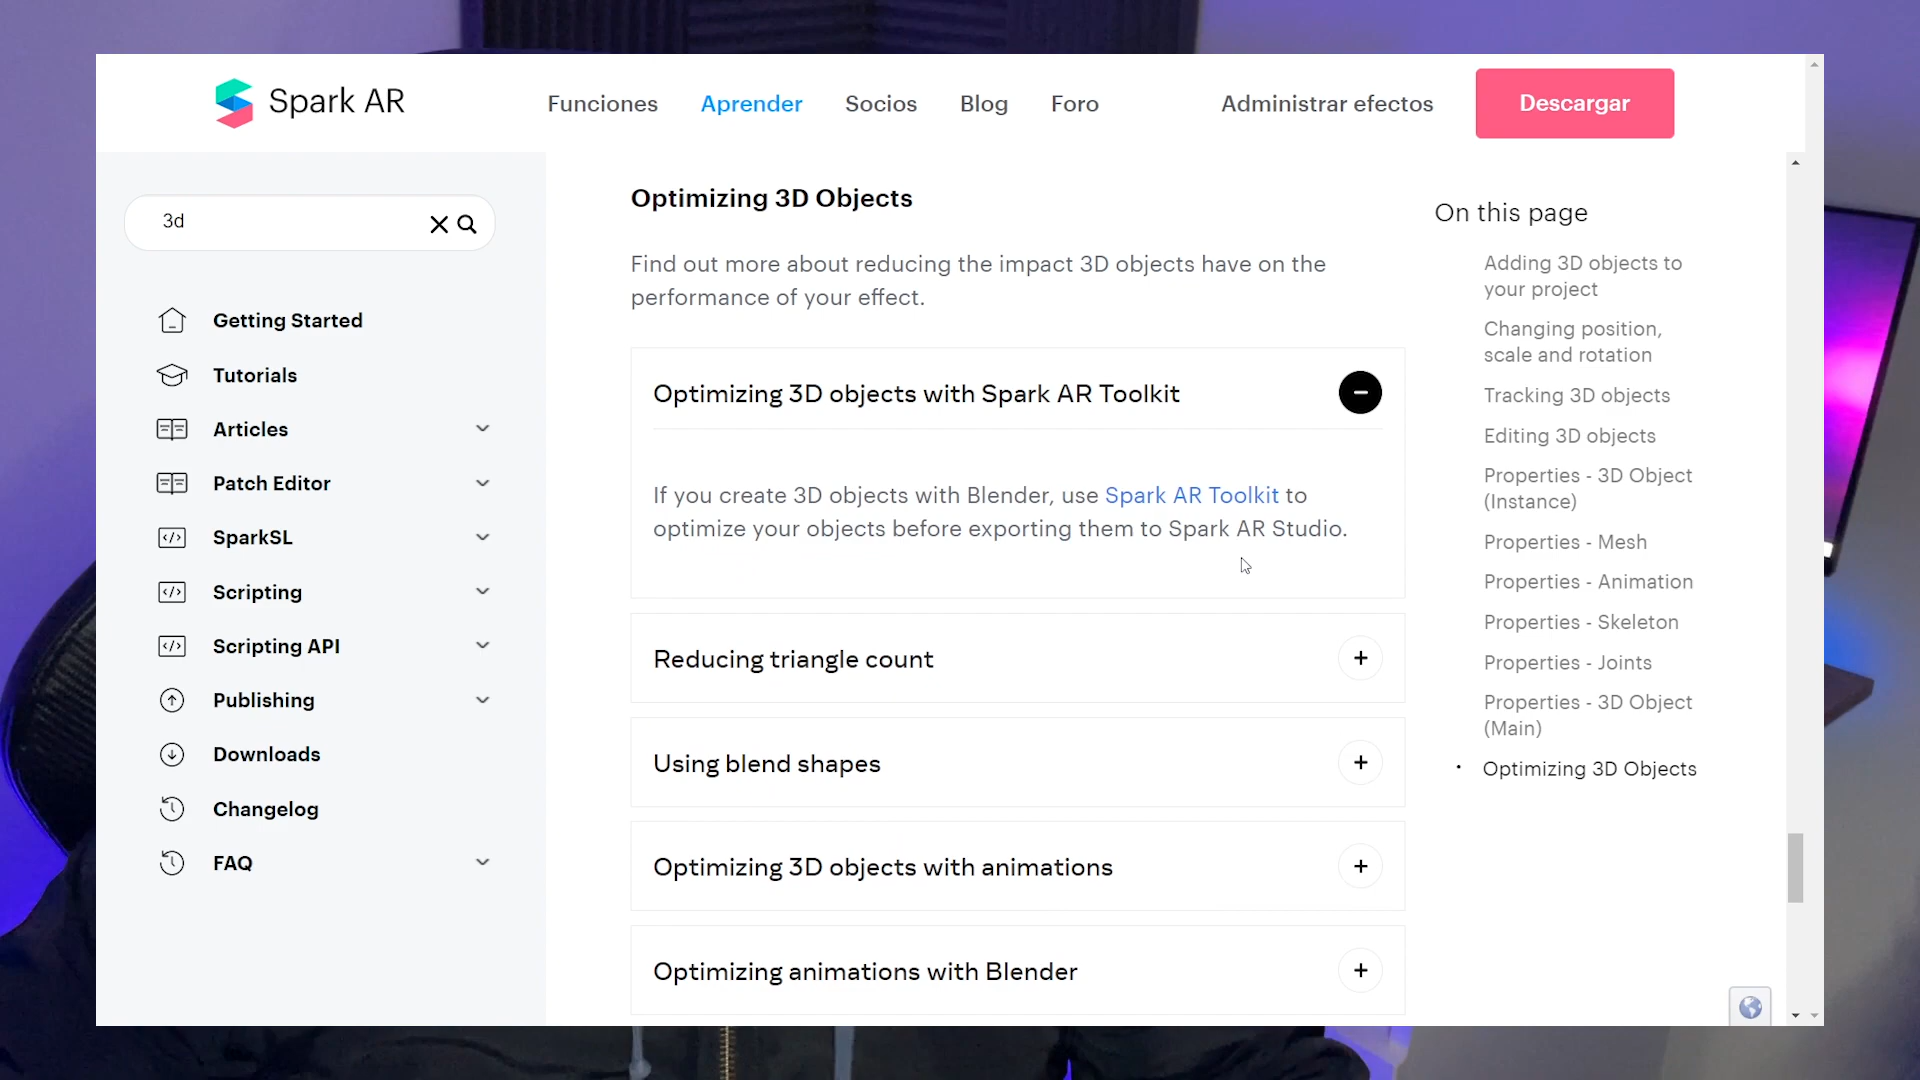 Spark AR
Funciones
Aprender
Socios
Blog
Foro
Administrar efectos
Descargar
3d
Getting Started
Tutorials
Articles
Patch Editor
SparkSL
Scripting
Scripting API
Publishing
Downloads
Changelog
FAQ
Optimizing 3D Objects
Find out more about reducing the impact 3D objects have on the
performance of your effect.
Optimizing 3D objects with Spark AR Toolkit
If you create 3D objects with Blender, use Spark AR Toolkit to
optimize your objects before exporting them to Spark AR Studio.
Reducing triangle count
Using blend shapes
Optimizing 3D objects with animations
Optimizing animations with Blender
On this page
Adding 3D objects to
your project
Changing position,
scale and rotation
Tracking 3D objects
Editing 3D objects
Properties - 3D Object
(Instance)
Properties - Mesh
Properties - Animation
Properties - Skeleton
Properties - Joints
Properties - 3D Object
(Main)
Optimizing 3D Objects